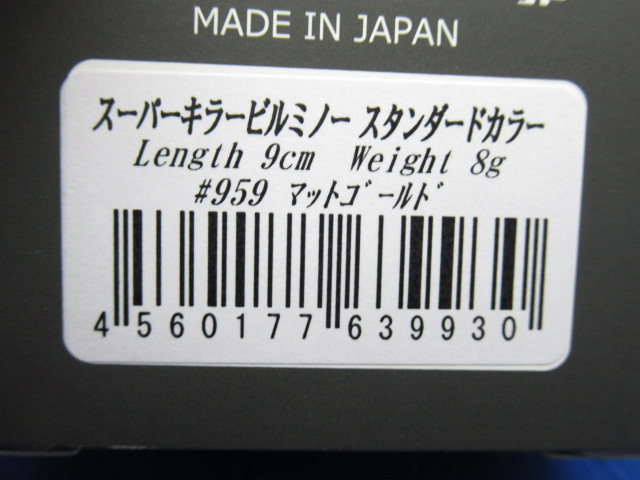 MADE IN JAPAN
スーパーキラービルミノー スタンダードカラー
Length 9cm Weight 8g
#959 マットゴールド
4 560177 639930